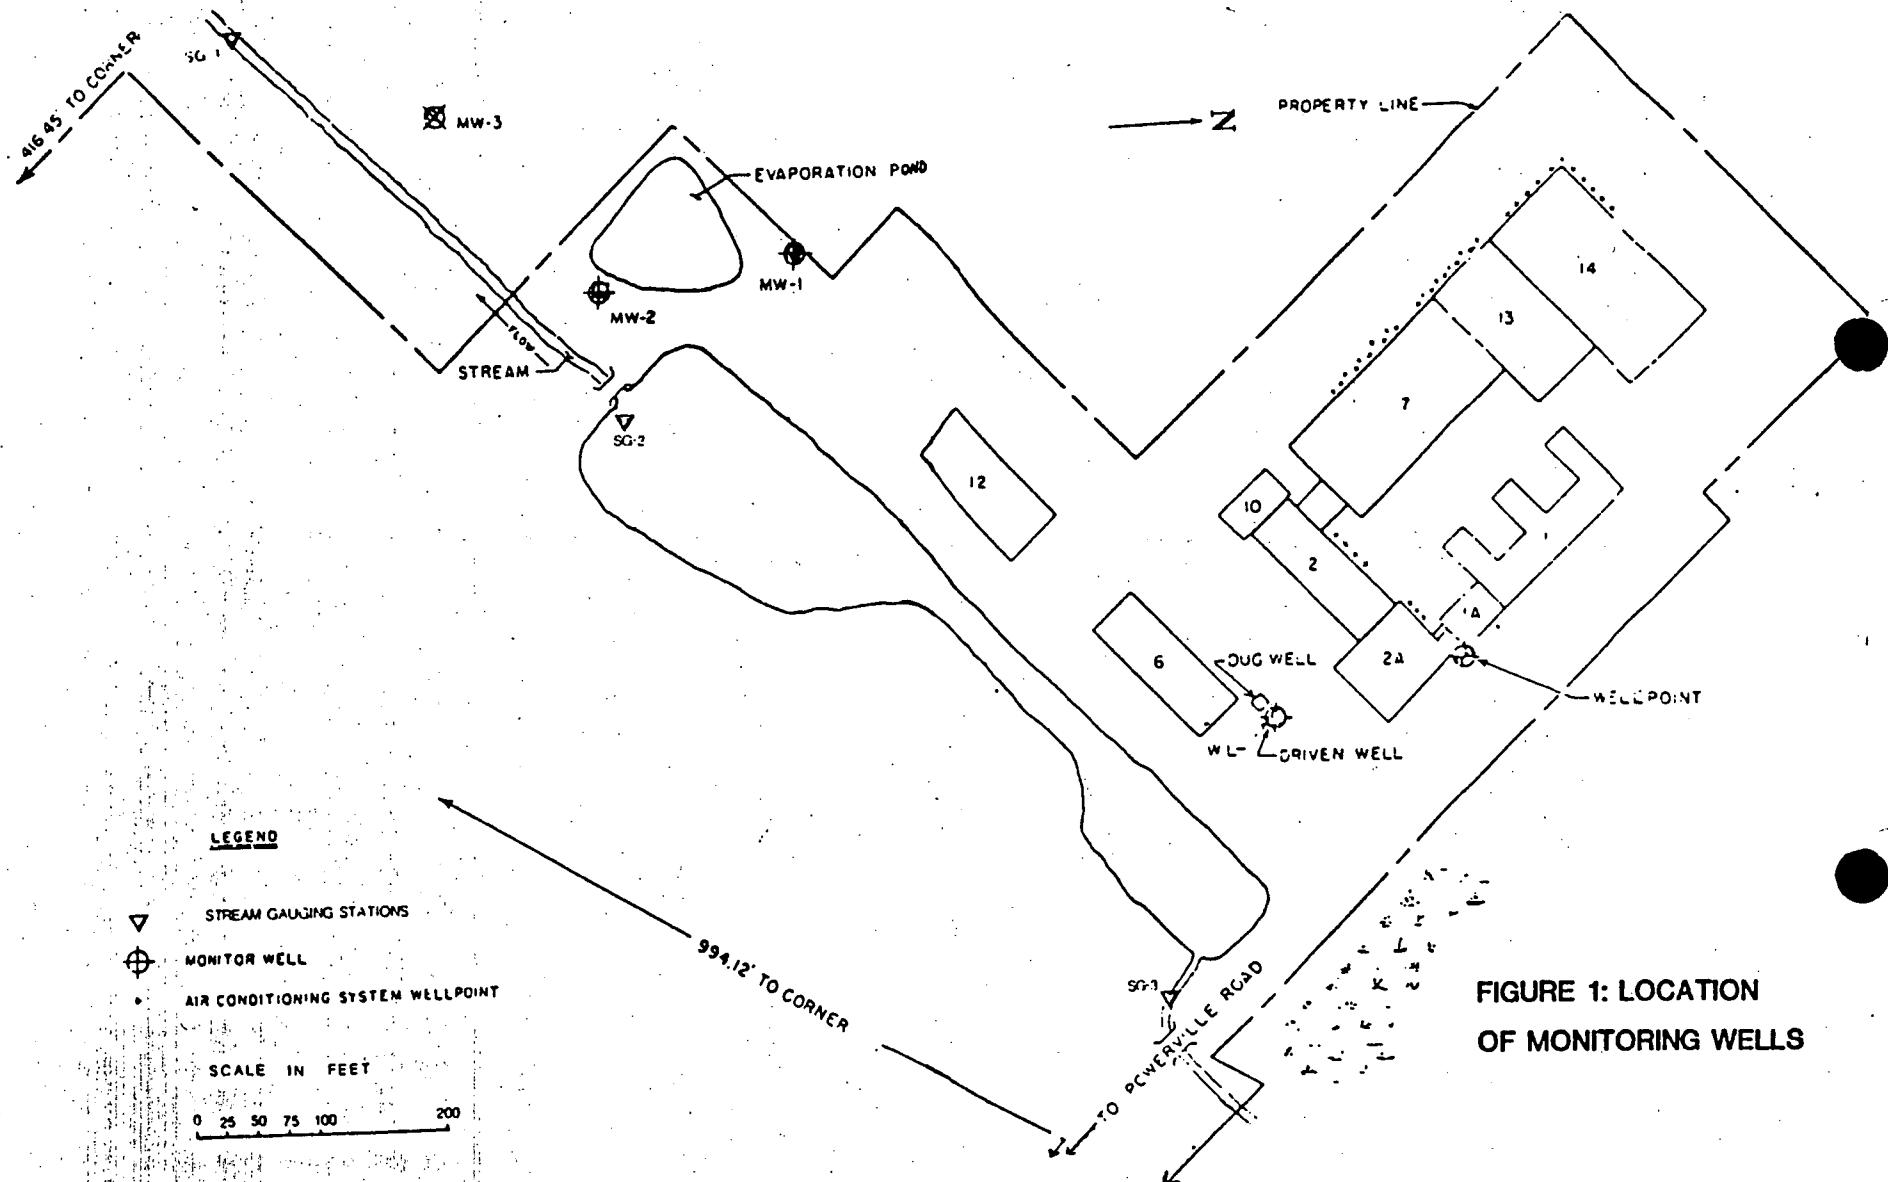 416.45' TO CORNER
SG-1
MW-3
N
PROPERTY LINE
EVAPORATION POND
MW-1
MW-2
FLOW
STREAM
SG-2
14
13
7
12
10
2
1
1A
2A
6
DUG WELL
WELLPOINT
WL-
DRIVEN WELL
LEGEND
STREAM GAUGING STATIONS
MONITOR WELL
AIR CONDITIONING SYSTEM WELLPOINT
SCALE IN FEET
0 25 50 75 100 200
994.12' TO CORNER
SG-3
TO POWERVILLE ROAD
FIGURE 1: LOCATION
OF MONITORING WELLS